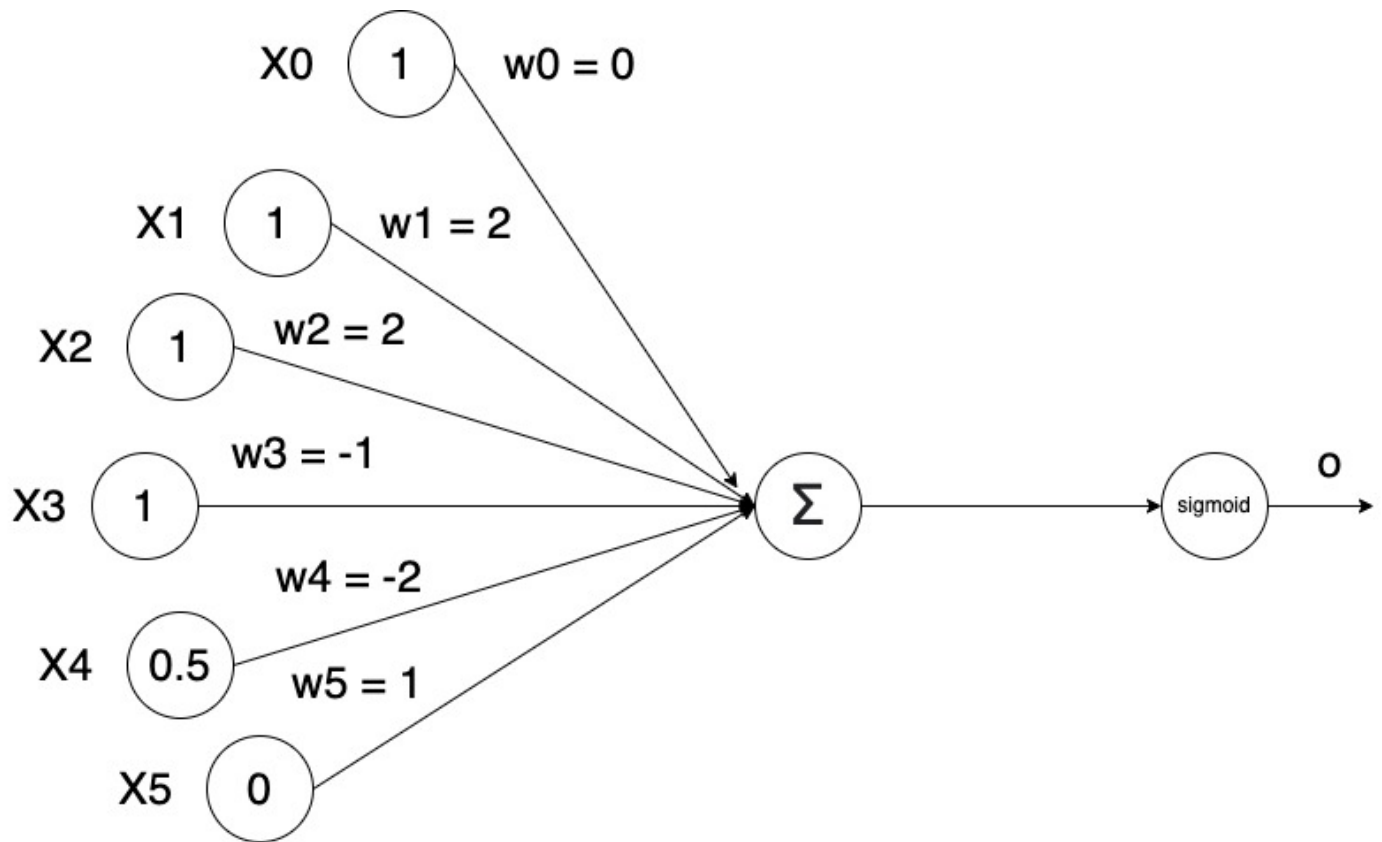 X0 1 w0 = 0
X1 1 w1 = 2
X2 1 w2 = 2
X3 1 w3 = -1
Σ sigmoid o
X4 0.5 w4 = -2
X5 0 w5 = 1